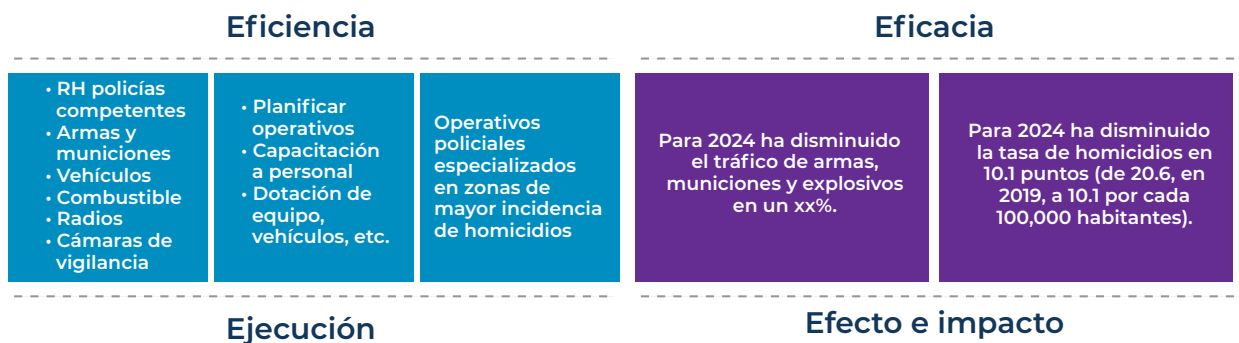 Eficiencia
Eficacia
• RH policías
competentes
• Armas y
municiones
• Vehículos
• Combustible
• Radios
• Cámaras de
vigilancia
• Planificar
operativos
• Capacitación
a personal
• Dotación de
equipo,
vehículos, etc.
Operativos
policiales
especializados
en zonas de
mayor incidencia
de homicidios
Para 2024 ha disminuido
el tráfico de armas,
municiones y explosivos
en un xx%.
Para 2024 ha disminuido
la tasa de homicidios en
10.1 puntos (de 20.6, en
2019, a 10.1 por cada
100,000 habitantes).
Ejecución
Efecto e impacto